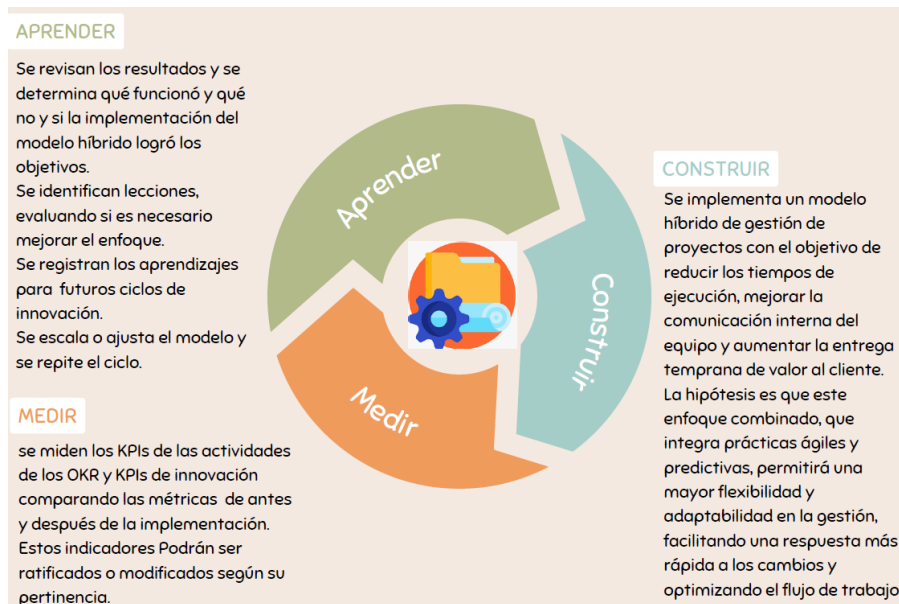 APRENDER
Se revisan los resultados y se
determina qué funcionó y qué
no y si la implementación del
modelo híbrido logró los
objetivos.
Se identifican lecciones,
evaluando si es necesario
mejorar el enfoque.
Se registran los aprendizajes
para futuros ciclos de
innovación.
Se escala o ajusta el modelo y
se repite el ciclo.
MEDIR
se miden los KPIs de las actividades
de los OKR y KPIs de innovación
comparando las métricas de antes
y después de la implementación.
Estos indicadores Podrán ser
ratificados o modificados según su
pertinencia.
Aprender
Construir
Medir
CONSTRUIR
Se implementa un modelo
híbrido de gestión de
proyectos con el objetivo de
reducir los tiempos de
ejecución, mejorar la
comunicación interna del
equipo y aumentar la entrega
temprana de valor al cliente.
La hipótesis es que este
enfoque combinado, que
integra prácticas ágiles y
predictivas, permitirá una
mayor flexibilidad y
adaptabilidad en la gestión,
facilitando una respuesta más
rápida a los cambios y
optimizando el flujo de trabajo